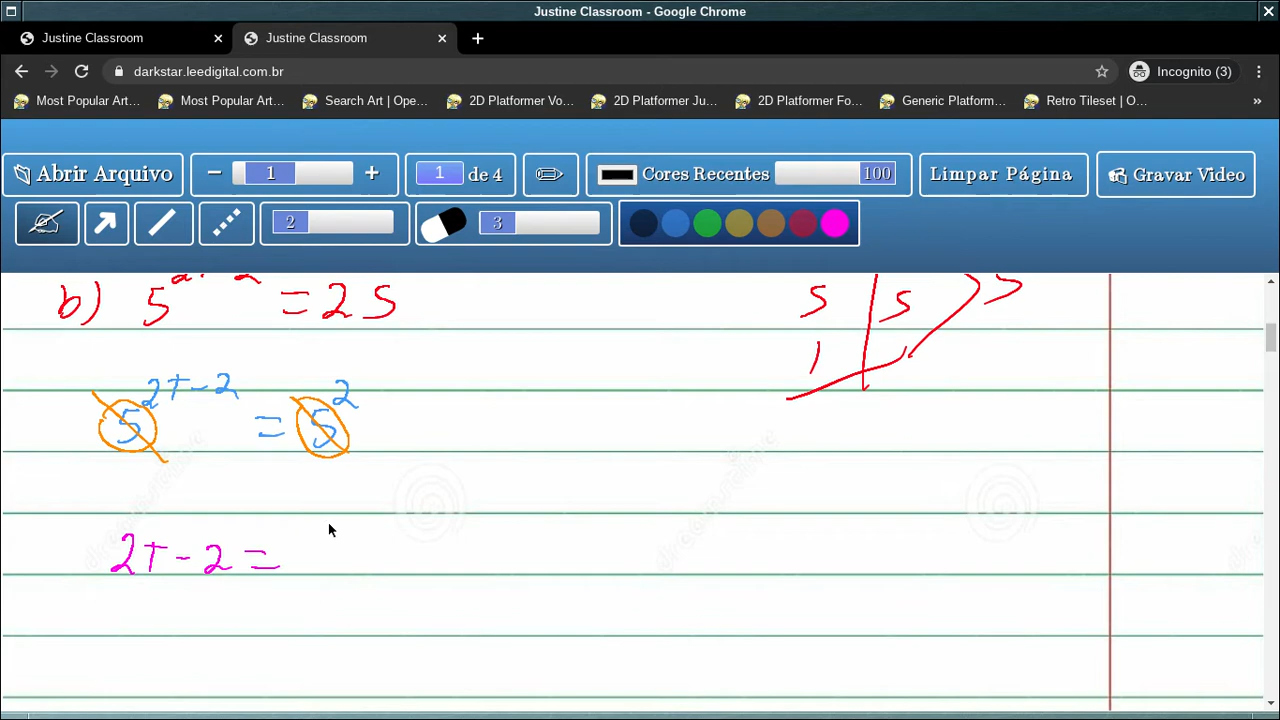 Justine Classroom - Google Chrome
Justine Classroom
Justine Classroom
darkstar.leedigital.com.br
Incognito (3)
Most Popular Art...
Most Popular Art...
Search Art | Ope...
2D Platformer Vo...
2D Platformer Ju...
2D Platformer Fo...
Generic Platform...
Retro Tileset | O...
»
Abrir Arquivo
− 1 +
1 de 4
Cores Recentes 100
Limpar Página
Gravar Video
2
3
b) 5 = 25
5 5
1
5^2T-2 = 5^2
2T-2=